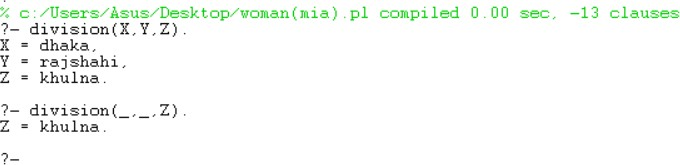 % c:/Users/Asus/Desktop/woman(mia).pl compiled 0.00 sec, -13 clauses
?- division(X,Y,Z).
X = dhaka,
Y = rajshahi,
Z = khulna.
?- division(_,_,Z).
Z = khulna.
?-